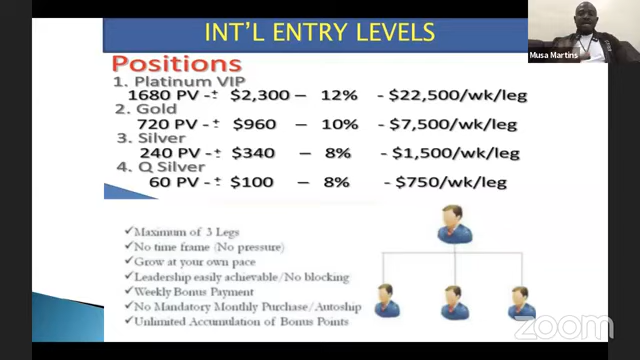 INT'L ENTRY LEVELS
Positions
1. Platinum VIP
1680 PV -± $2,300 – 12% - $22,500/wk/leg
2. Gold
720 PV -± $960 – 10% - $7,500/wk/leg
3. Silver
240 PV -± $340 – 8% - $1,500/wk/leg
4. Q Silver
60 PV -± $100 – 8% - $750/wk/leg
✓Maximum of 3 Legs
✓No time frame (No pressure)
✓Grow at your own pace
✓Leadership easily achievable/No blocking
✓Weekly Bonus Payment
✓No Mandatory Monthly Purchase/Autoship
✓Unlimited Accumulation of Bonus Points
Musa Martins
zoom